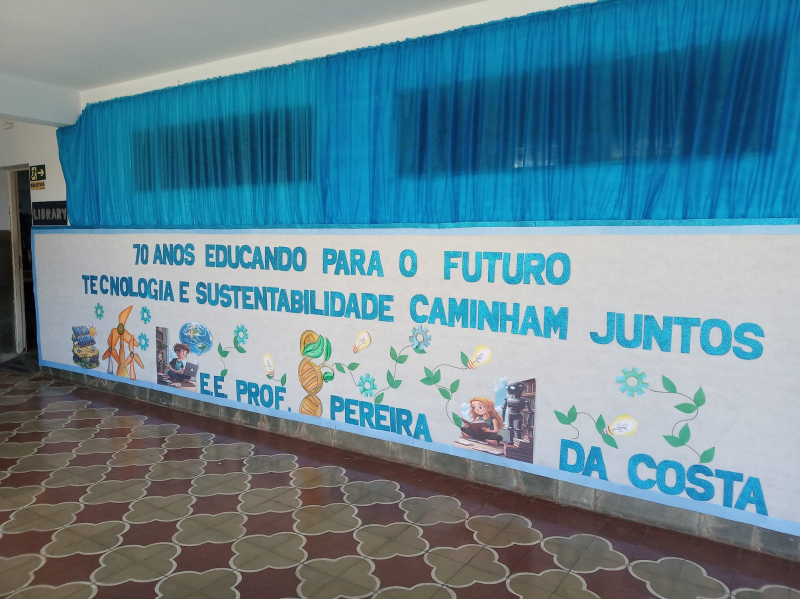 LIBRARY
70 ANOS EDUCANDO PARA O FUTURO
TECNOLOGIA E SUSTENTABILIDADE CAMINHAM JUNTOS
E.E PROF. PEREIRA
DA COSTA